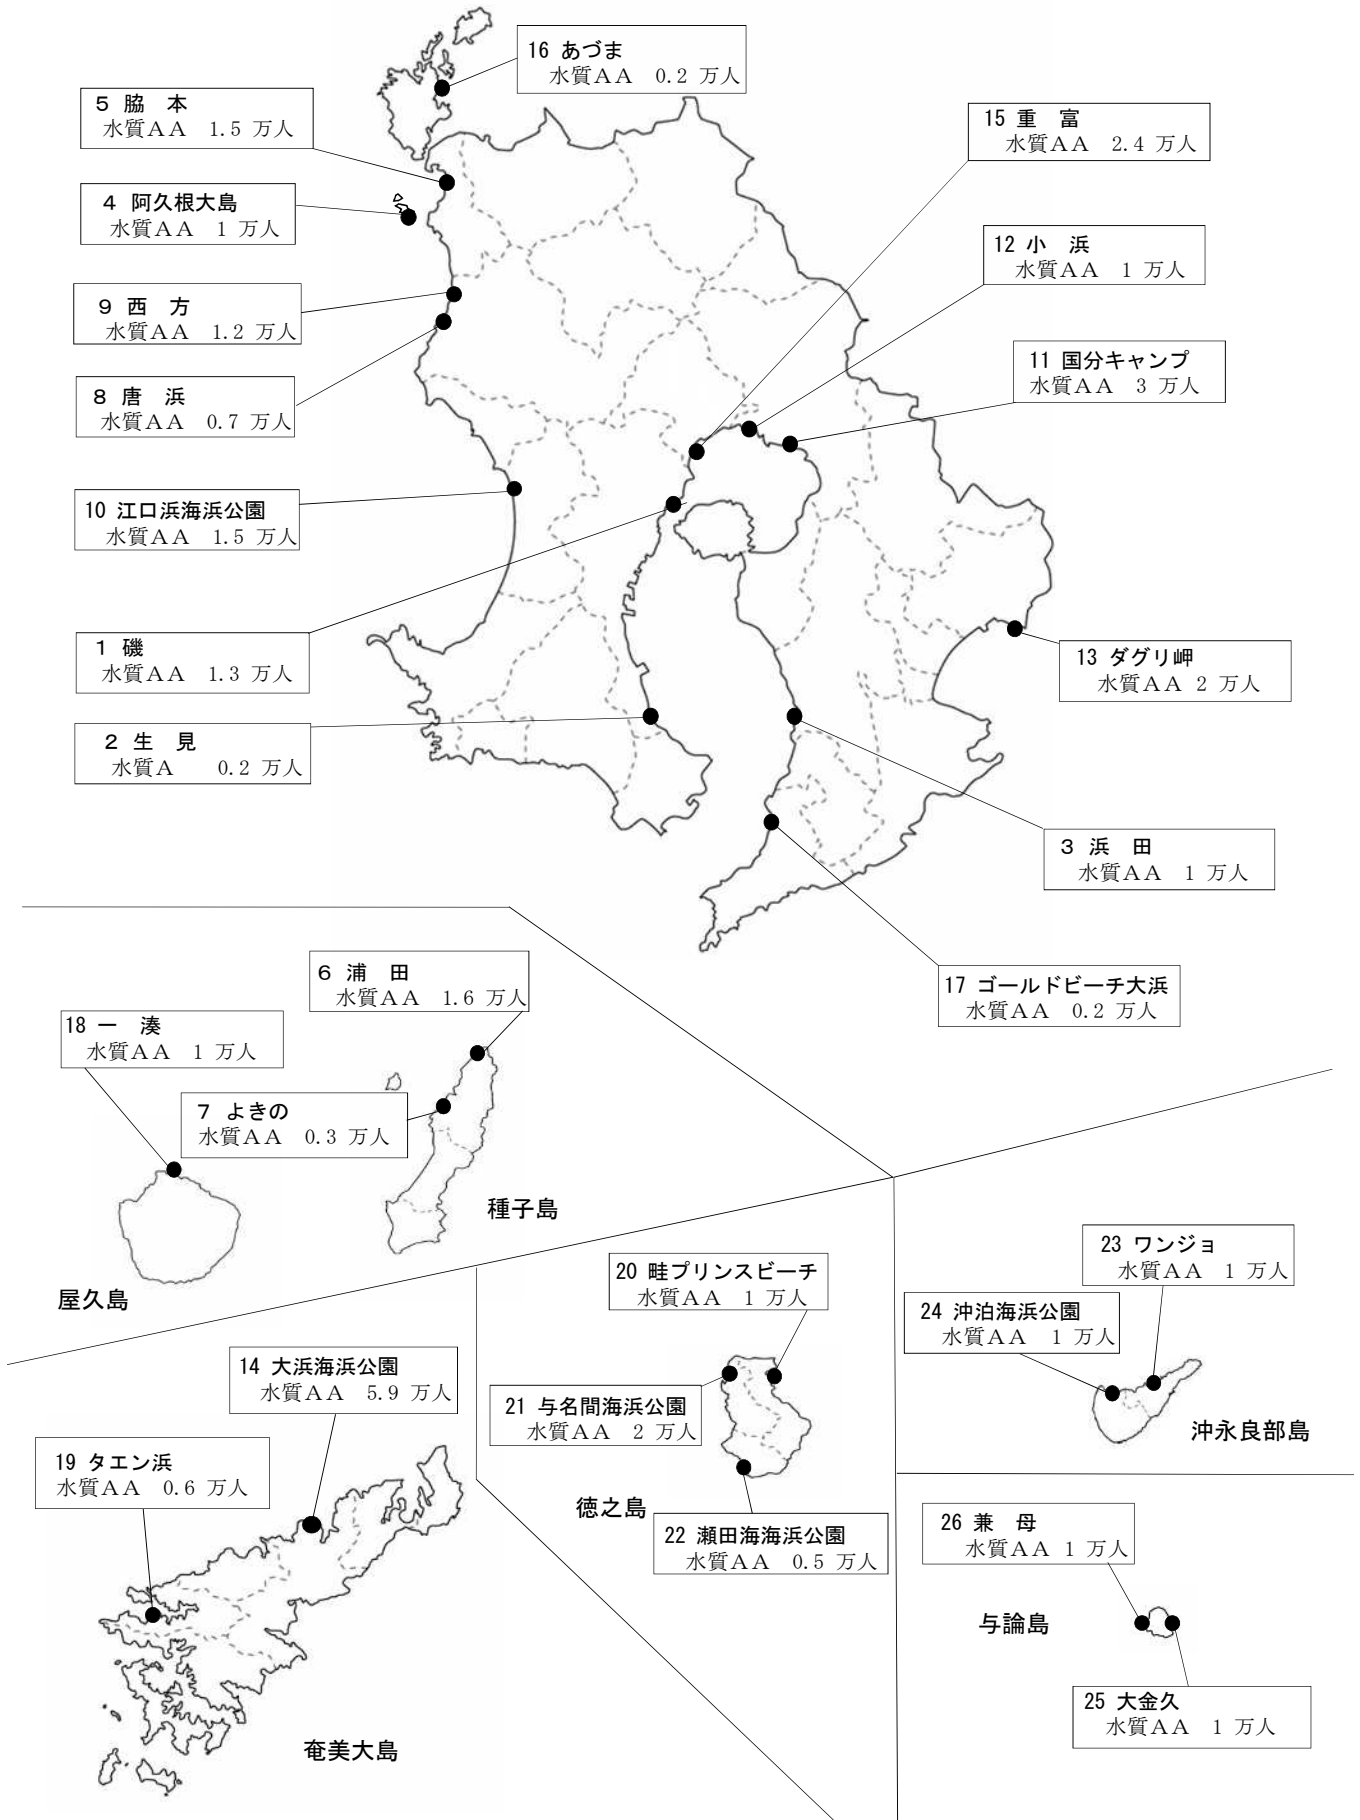 16 あづま
水質ＡＡ 0.2 万人
5 脇 本
水質ＡＡ 1.5 万人
15 重 富
水質ＡＡ 2.4 万人
4 阿久根大島
水質ＡＡ 1 万人
12 小 浜
水質ＡＡ 1 万人
9 西 方
水質ＡＡ 1.2 万人
11 国分キャンプ
水質ＡＡ 3 万人
8 唐 浜
水質ＡＡ 0.7 万人
10 江口浜海浜公園
水質ＡＡ 1.5 万人
1 磯
水質ＡＡ 1.3 万人
13 ダグリ岬
水質ＡＡ 2 万人
2 生 見
水質Ａ 0.2 万人
3 浜 田
水質ＡＡ 1 万人
6 浦 田
水質ＡＡ 1.6 万人
17 ゴールドビーチ大浜
水質ＡＡ 0.2 万人
18 一 湊
水質ＡＡ 1 万人
7 よきの
水質ＡＡ 0.3 万人
種子島
屋久島
23 ワンジョ
水質ＡＡ 1 万人
20 畦プリンスビーチ
水質ＡＡ 1 万人
24 沖泊海浜公園
水質ＡＡ 1 万人
14 大浜海浜公園
水質ＡＡ 5.9 万人
21 与名間海浜公園
水質ＡＡ 2 万人
沖永良部島
19 タエン浜
水質ＡＡ 0.6 万人
徳之島
22 瀬田海海浜公園
水質ＡＡ 0.5 万人
26 兼 母
水質ＡＡ 1 万人
与論島
25 大金久
水質ＡＡ 1 万人
奄美大島